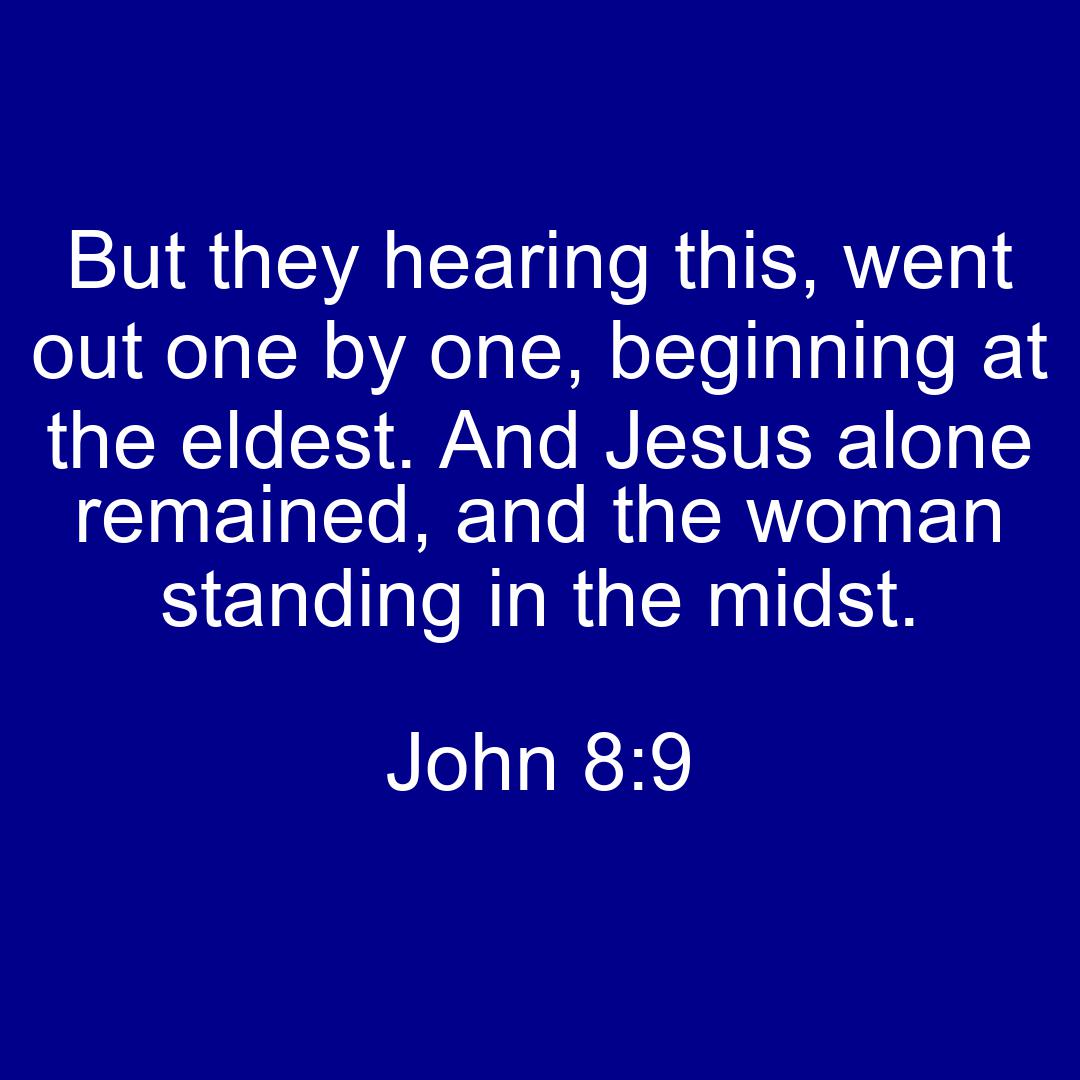 But they hearing this, went
out one by one, beginning at
the eldest. And Jesus alone
remained, and the woman
standing in the midst.
John 8:9